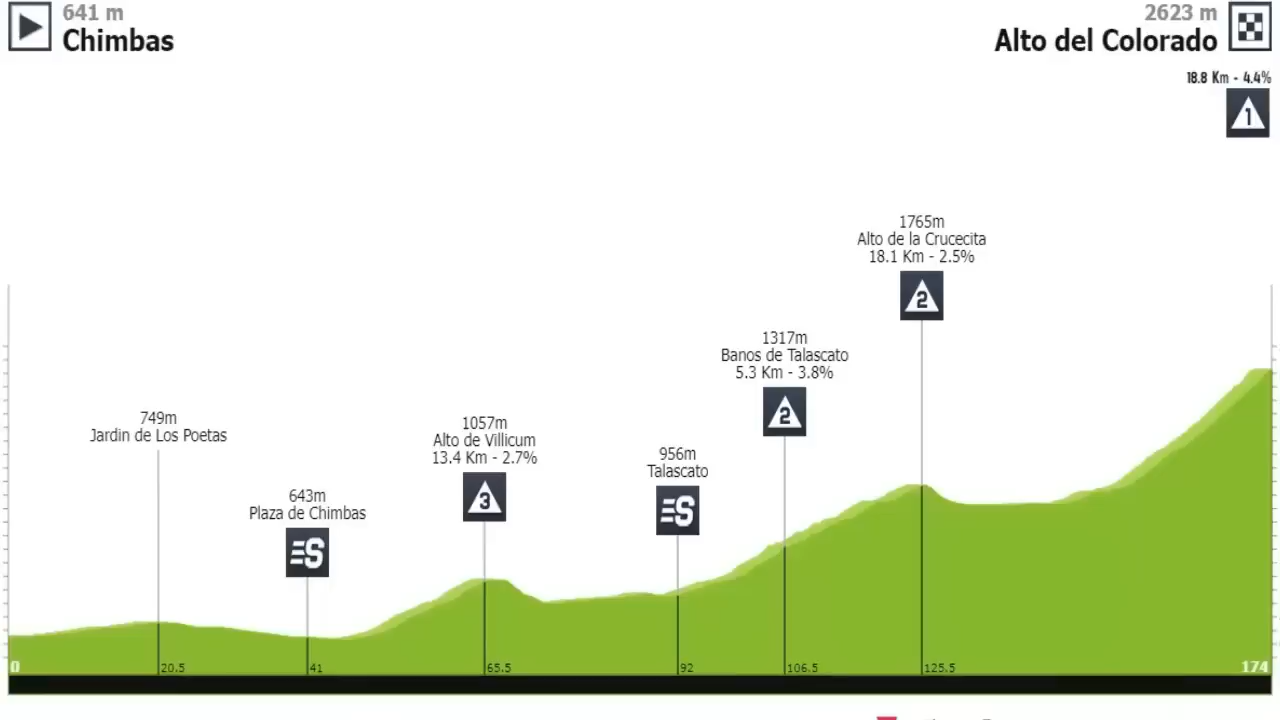 641 m
Chimbas
2623 m
Alto del Colorado
18.8 Km - 4.4%
1
1765m
Alto de la Crucecita
18.1 Km - 2.5%
2
1317m
Banos de Talascato
5.3 Km - 3.8%
2
749m
Jardin de Los Poetas
1057m
Alto de Villicum
13.4 Km - 2.7%
3
956m
Talascato
S
643m
Plaza de Chimbas
S
0
20.5
41
65.5
92
106.5
125.5
174